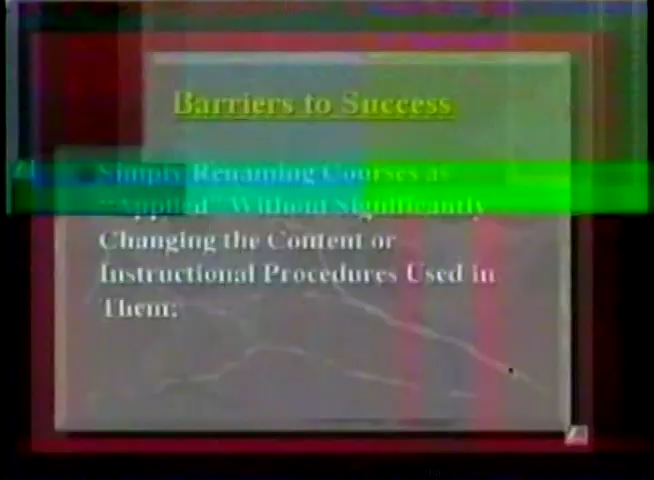 Barriers to Success
Simply Renaming Courses as
"Applied" Without Significantly
Changing the Content or
Instructional Procedures Used in
Them;